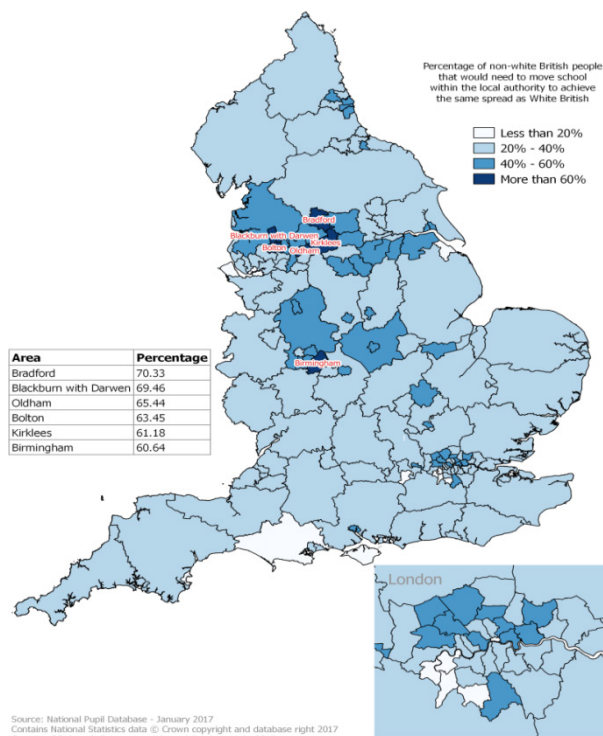 Percentage of non-white British people
that would need to move school
within the local authority to achieve
the same spread as White British
Less than 20%
20% - 40%
40% - 60%
More than 60%
Bradford
Blackburn with Darwen
Kirklees
Bolton
Oldham
Birmingham
Area Percentage
Bradford 70.33
Blackburn with Darwen 69.46
Oldham 65.44
Bolton 63.45
Kirklees 61.18
Birmingham 60.64
London
Source: National Pupil Database - January 2017
Contains National Statistics data © Crown copyright and database right 2017